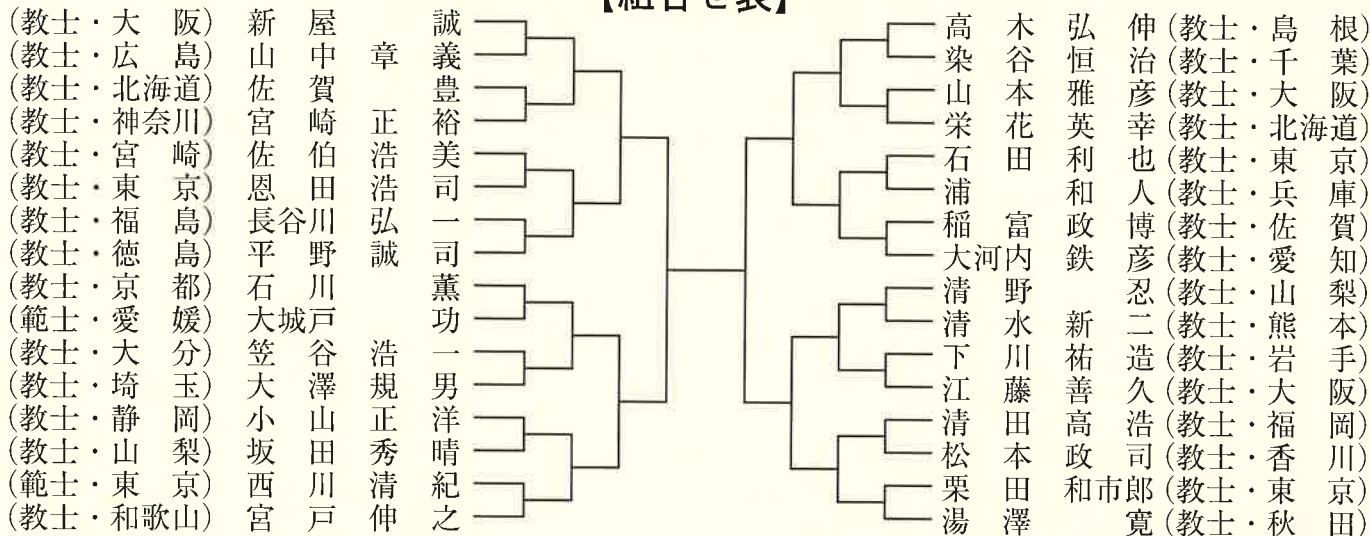 【組合せ表】
(教士・大阪) 新屋誠
(教士・広島) 山中章義
(教士・北海道) 佐賀豊
(教士・神奈川) 宮崎正裕
(教士・宮崎) 佐伯浩美
(教士・東京) 恩田浩司
(教士・福島) 長谷川弘一
(教士・徳島) 平野誠司
(教士・京都) 石川薫
(範士・愛媛) 大城戸功
(教士・大分) 笠谷浩一
(教士・埼玉) 大澤規男
(教士・静岡) 小山正洋
(教士・山梨) 坂田秀晴
(範士・東京) 西川清紀
(教士・和歌山) 宮戸伸之
高木弘伸 (教士・島根)
染谷恒治 (教士・千葉)
山本雅彦 (教士・大阪)
栄花英幸 (教士・北海道)
石田利也 (教士・東京)
浦和人 (教士・兵庫)
稲富政博 (教士・佐賀)
大河内鉄彦 (教士・愛知)
清野忍 (教士・山梨)
清水新二 (教士・熊本)
下川祐造 (教士・岩手)
江藤善久 (教士・大阪)
清田高浩 (教士・福岡)
松本政司 (教士・香川)
栗田和市郎 (教士・東京)
湯澤寛 (教士・秋田)